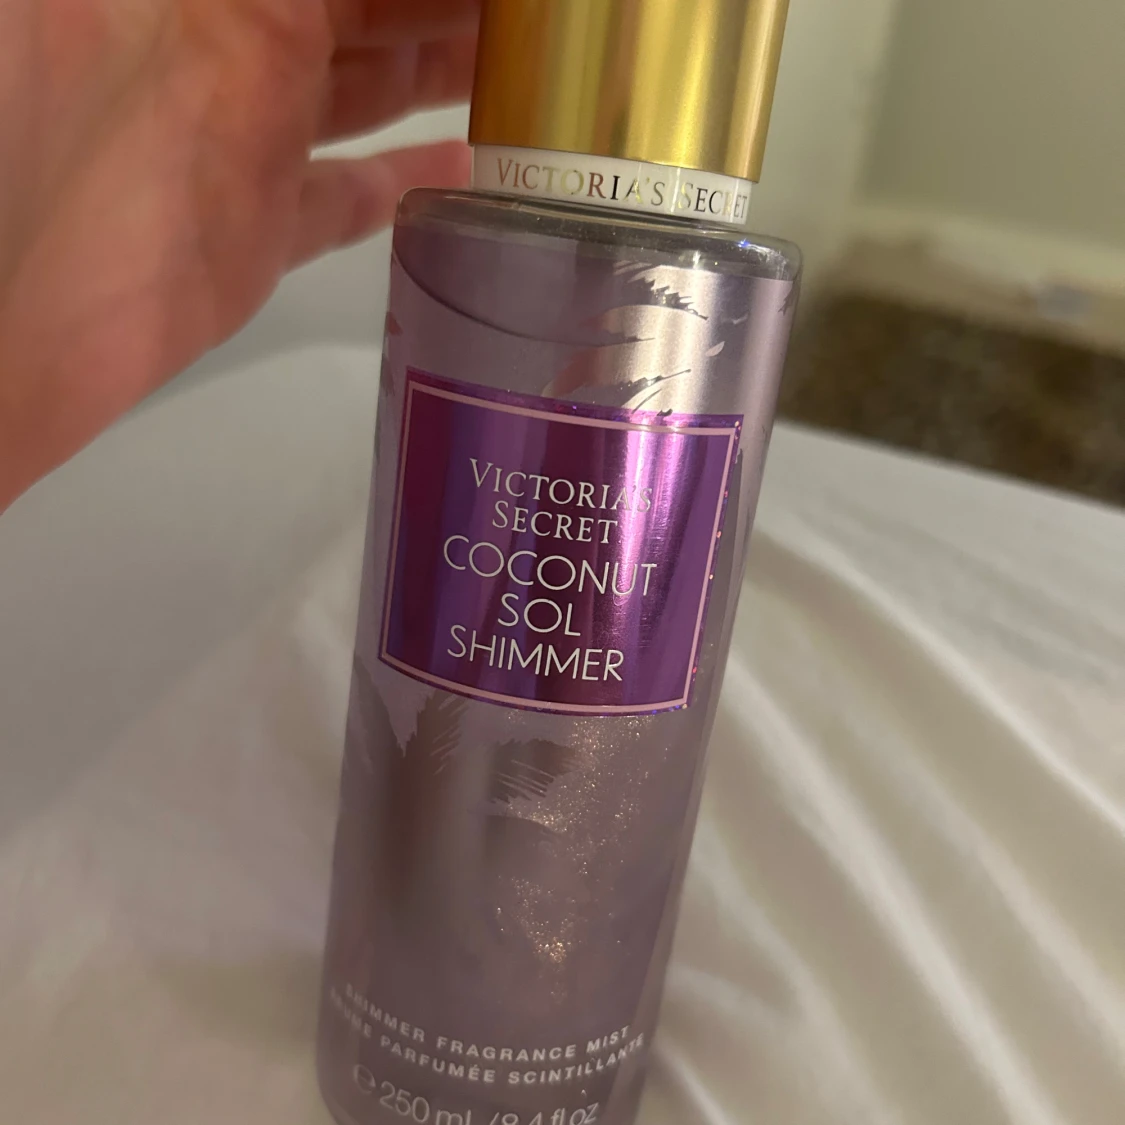 VICTORIA'S SECRET
VICTORIA'S
SECRET
COCONUT
SOL
SHIMMER
SHIMMER FRAGRANCE MIST
BRUME PARFUMÉE SCINTILLANTE
℮ 250 mL / 8.4 fl oz